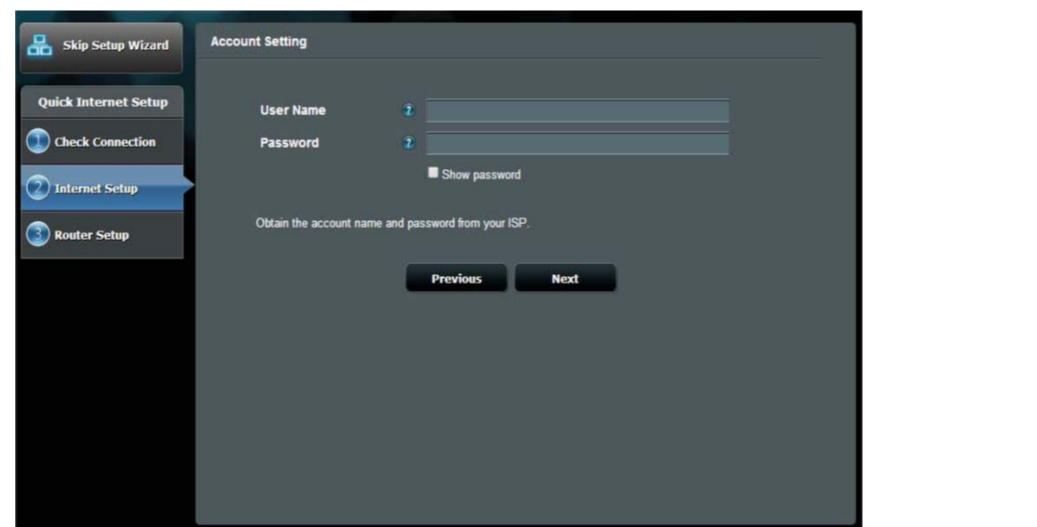 Skip Setup Wizard
Quick Internet Setup
1 Check Connection
2 Internet Setup
3 Router Setup
Account Setting
User Name ?
Password ?
Show password
Obtain the account name and password from your ISP.
Previous Next